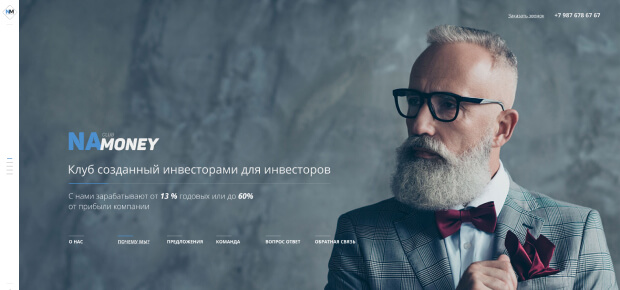 NM
Заказать звонок
+7 987 678 67 67
NA CLUB
MONEY
Клуб созданный инвесторами для инвесторов
С нами зарабатывают от 13 % годовых или до 60%
от прибыли компании
О НАС
ПОЧЕМУ МЫ?
ПРЕДЛОЖЕНИЯ
КОМАНДА
ВОПРОС ОТВЕТ
ОБРАТНАЯ СВЯЗЬ